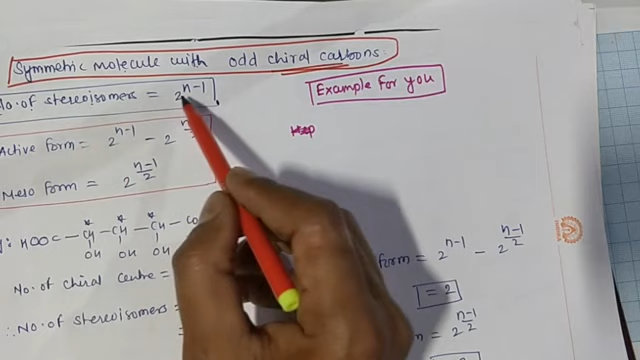 Symmetric molecule with odd chiral carbons.
No. of stereoisomers = 2^n-1
Example for you
Active form = 2^n-1 - 2
Meso form = 2^n-1/2
HOOC - CH - CH - CH - Co
OH OH OH
form = 2^n-1 - 2^n-1/2
No. of chiral centre =
= 2
∴ No. of stereoisomers =
= 2^n-1/2